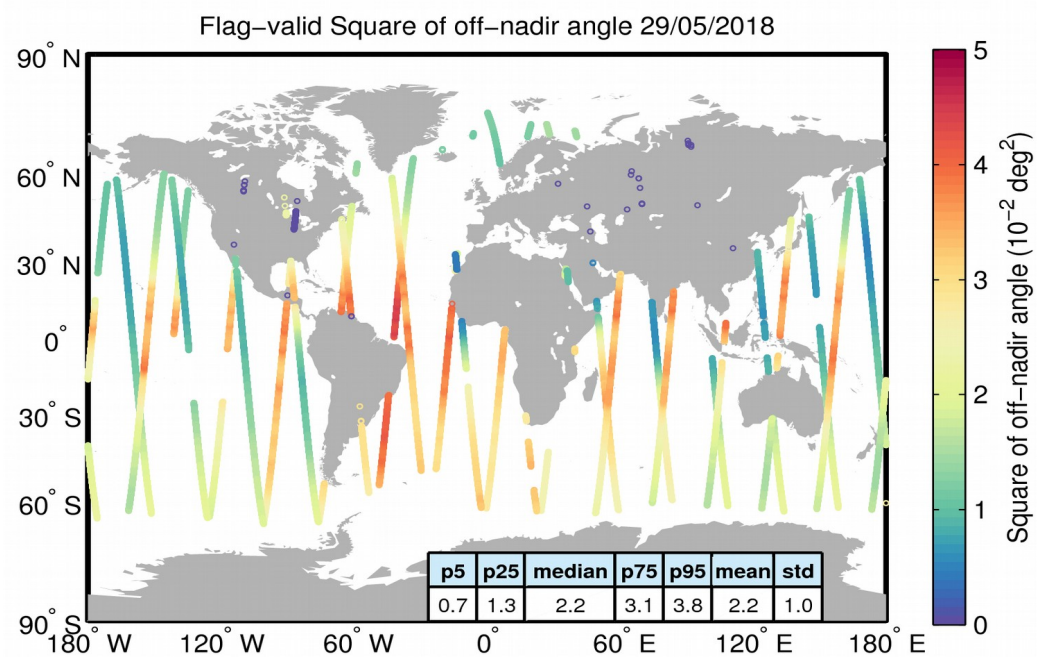 Flag−valid Square of off−nadir angle 29/05/2018
90° N
60° N
30° N
0°
30° S
60° S
90° S
180° W
120° W
60° W
0°
60° E
120° E
180° E
p5 p25 median p75 p95 mean std
0.7 1.3 2.2 3.1 3.8 2.2 1.0
5
4
3
2
1
0
Square of off−nadir angle (10⁻² deg²)